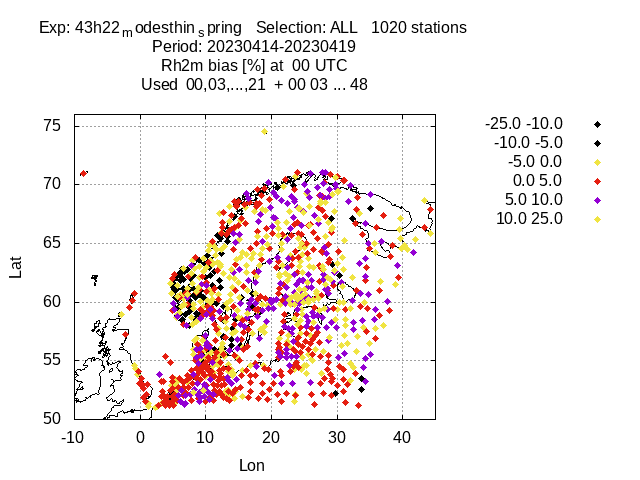 Exp: 43h22modesthinspring Selection: ALL 1020 stations
Period: 20230414-20230419
Rh2m bias [%] at 00 UTC
Used 00,03,...,21 + 00 03 ... 48
-25.0 -10.0
-10.0 -5.0
-5.0 0.0
0.0 5.0
5.0 10.0
10.0 25.0
75
70
65
60
55
50
Lat
-10 0 10 20 30 40
Lon